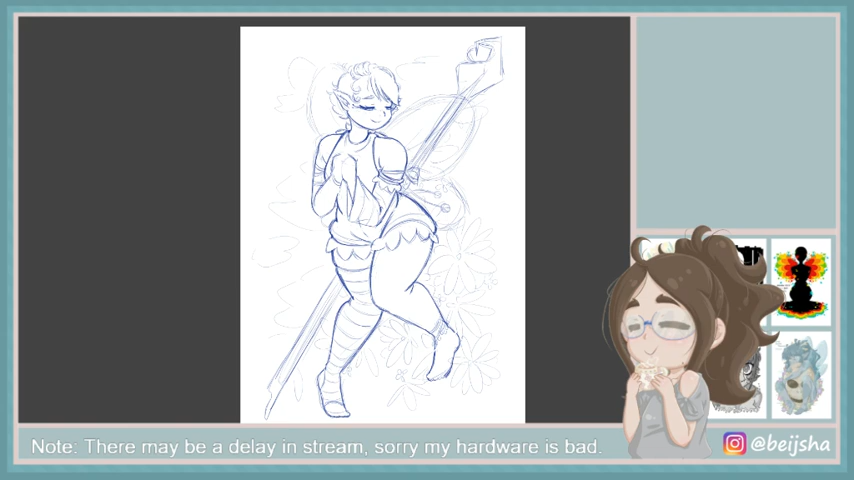 Note: There may be a delay in stream, sorry my hardware is bad.
@beijsha